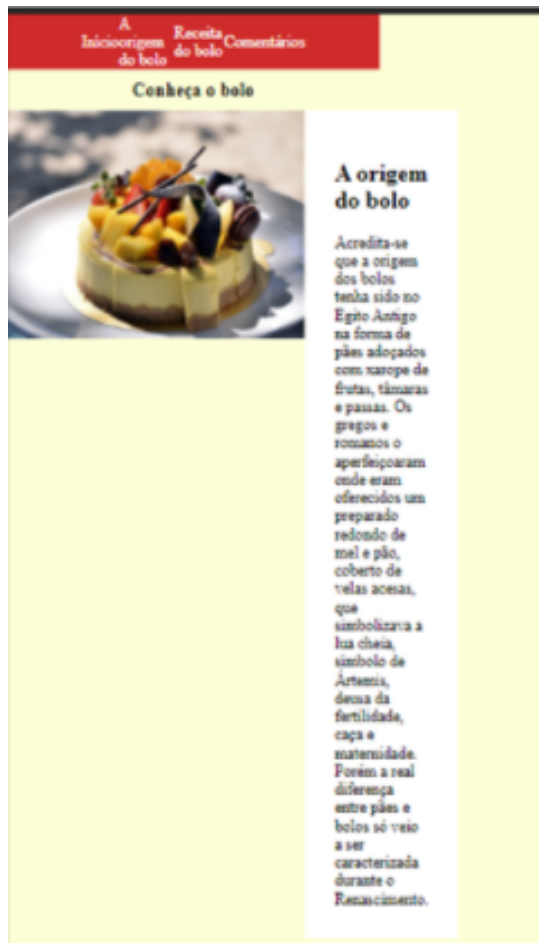 Início
A
origem
do bolo
Receita
do bolo
Comentários
Conheça o bolo
A origem
do bolo
Acredita-se
que a origem
dos bolos
tenha sido no
Egito Antigo
na forma de
pães adoçados
com xarope de
frutas, tâmaras
e passas. Os
gregos e
romanos o
aperfeiçoaram
onde eram
oferecidos um
preparado
redondo de
mel e pão,
coberto de
velas acesas,
que
simbolizava a
lua cheia,
símbolo de
Ártemis,
deusa da
fertilidade,
caça e
maternidade.
Porém a real
diferença
entre pães e
bolos só veio
a ser
caracterizada
durante o
Renascimento.